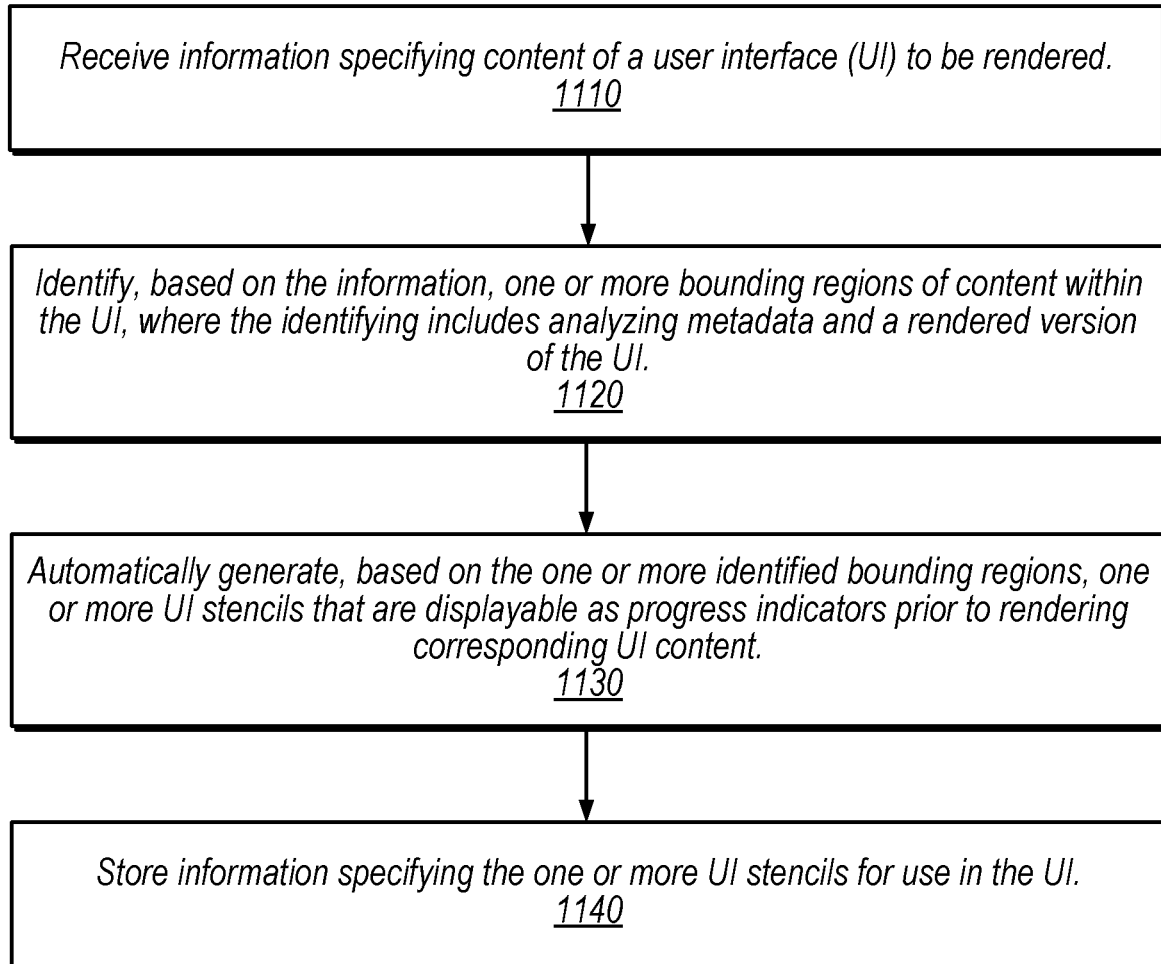 Receive information specifying content of a user interface (UI) to be rendered.
1110
Identify, based on the information, one or more bounding regions of content within
the UI, where the identifying includes analyzing metadata and a rendered version
of the UI.
1120
Automatically generate, based on the one or more identified bounding regions, one
or more UI stencils that are displayable as progress indicators prior to rendering
corresponding UI content.
1130
Store information specifying the one or more UI stencils for use in the UI.
1140